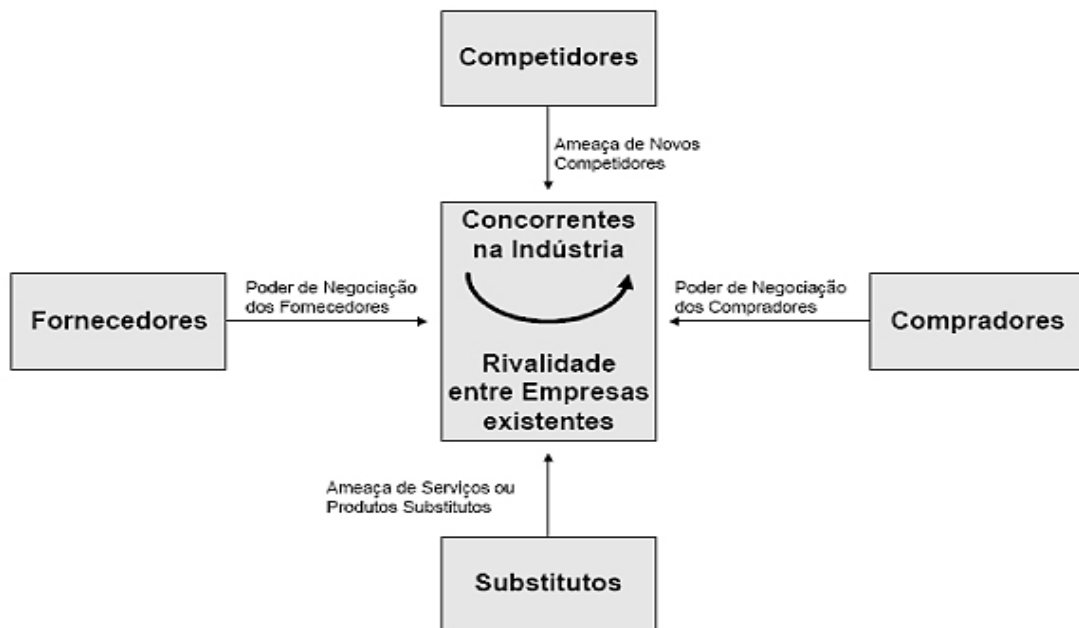 Competidores
Ameaça de Novos
Competidores
Concorrentes
na Indústria
Fornecedores
Poder de Negociação
dos Fornecedores
Poder de Negociação
dos Compradores
Compradores
Rivalidade
entre Empresas
existentes
Ameaça de Serviços ou
Produtos Substitutos
Substitutos